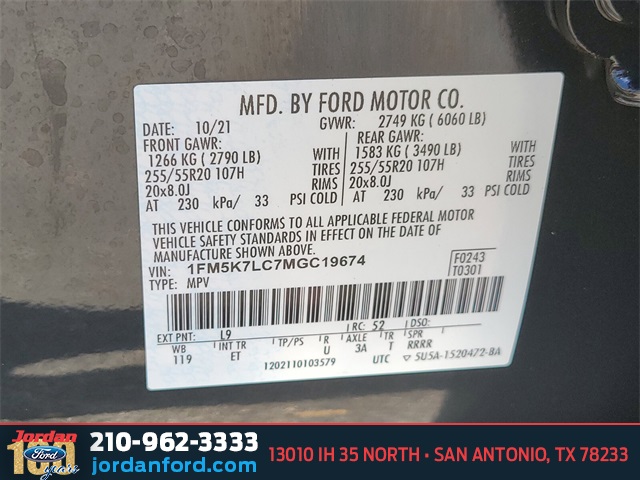 MFD. BY FORD MOTOR CO.
DATE: 10/21 GVWR: 2749 KG ( 6060 LB)
FRONT GAWR: REAR GAWR:
1266 KG ( 2790 LB) WITH 1583 KG ( 3490 LB) WITH
255/55R20 107H TIRES 255/55R20 107H TIRES
20x8.0J RIMS 20x8.0J RIMS
AT 230 kPa/ 33 PSI COLD AT 230 kPa/ 33 PSI COLD
THIS VEHICLE CONFORMS TO ALL APPLICABLE FEDERAL MOTOR
VEHICLE SAFETY STANDARDS IN EFFECT ON THE DATE OF
MANUFACTURE SHOWN ABOVE.
VIN: 1FM5K7LC7MGC19674 F0243
TYPE: MPV T0301
EXT PNT: L9 RC: 52
WB INT TR TP/PS R AXLE TR SPR
119 ET U 3A T RRRR
1202110103579 UTC 5U5A-1520472-BA
Jordan
Ford
100
years
210-962-3333
jordanford.com
13010 IH 35 NORTH • SAN ANTONIO, TX 78233